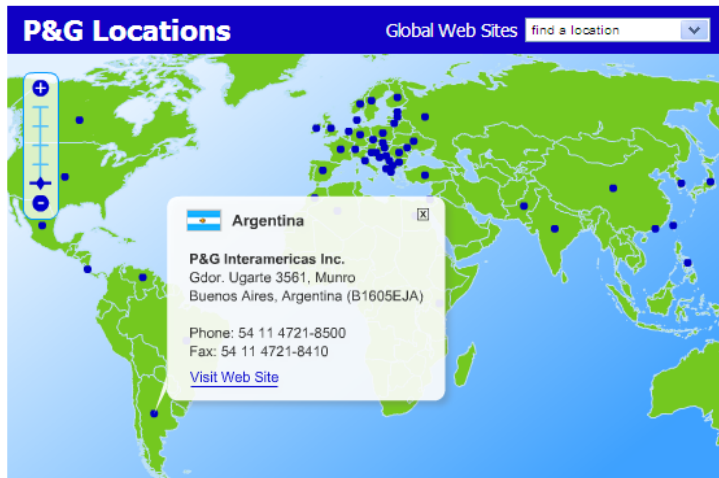 P&G Locations
Global Web Sites find a location
Argentina
P&G Interamericas Inc.
Gdor. Ugarte 3561, Munro
Buenos Aires, Argentina (B1605EJA)
Phone: 54 11 4721-8500
Fax: 54 11 4721-8410
Visit Web Site